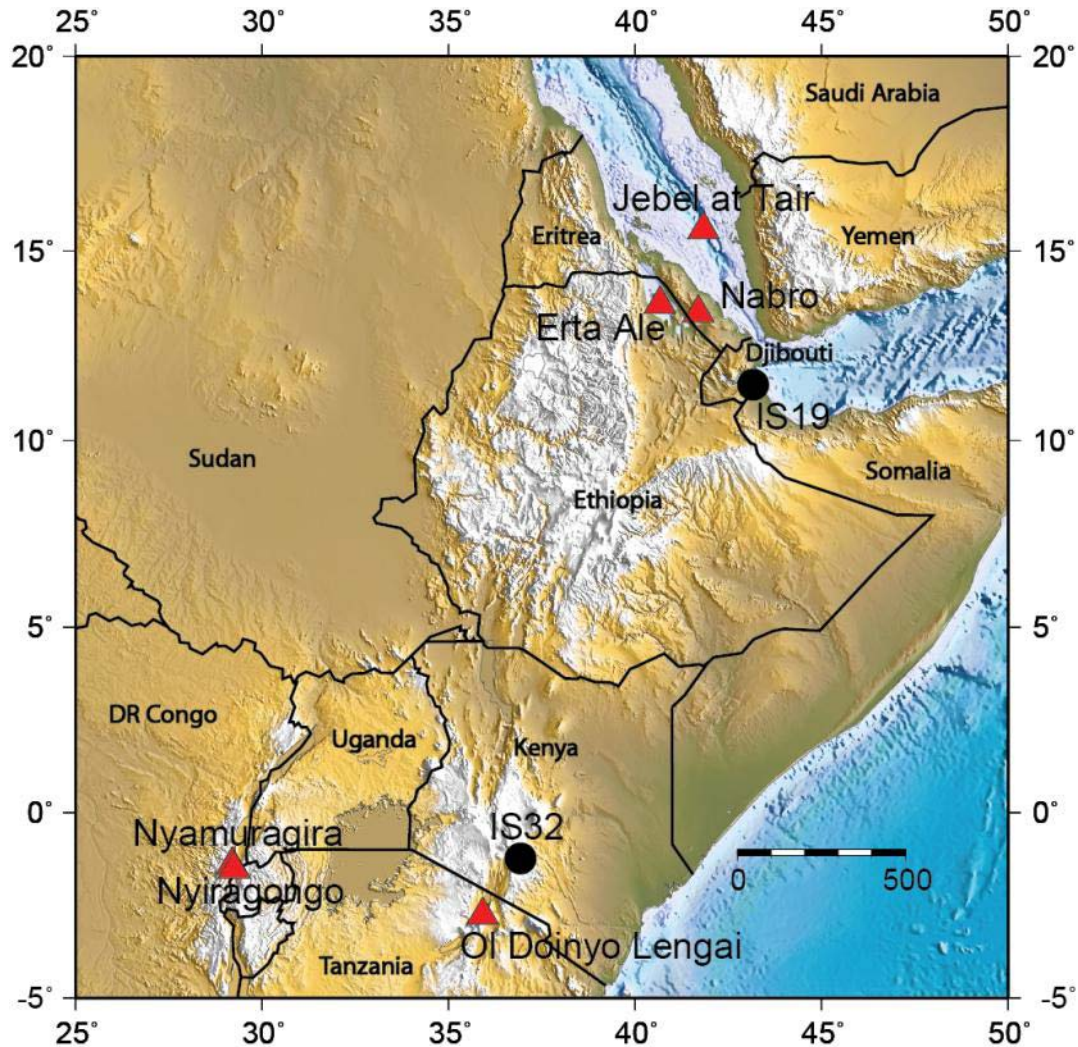 25° 30° 35° 40° 45° 50°
20° 20°
Saudi Arabia
Jebel at Tair
Eritrea
Yemen
15° 15°
Nabro
Erta Ale
Djibouti
IS19
10° 10°
Sudan
Somalia
Ethiopia
5° 5°
DR Congo
Uganda
Kenya
0° 0°
IS32
Nyamuragira
0 500
Nyiragongo
Ol Doinyo Lengai
Tanzania
-5° -5°
25° 30° 35° 40° 45° 50°